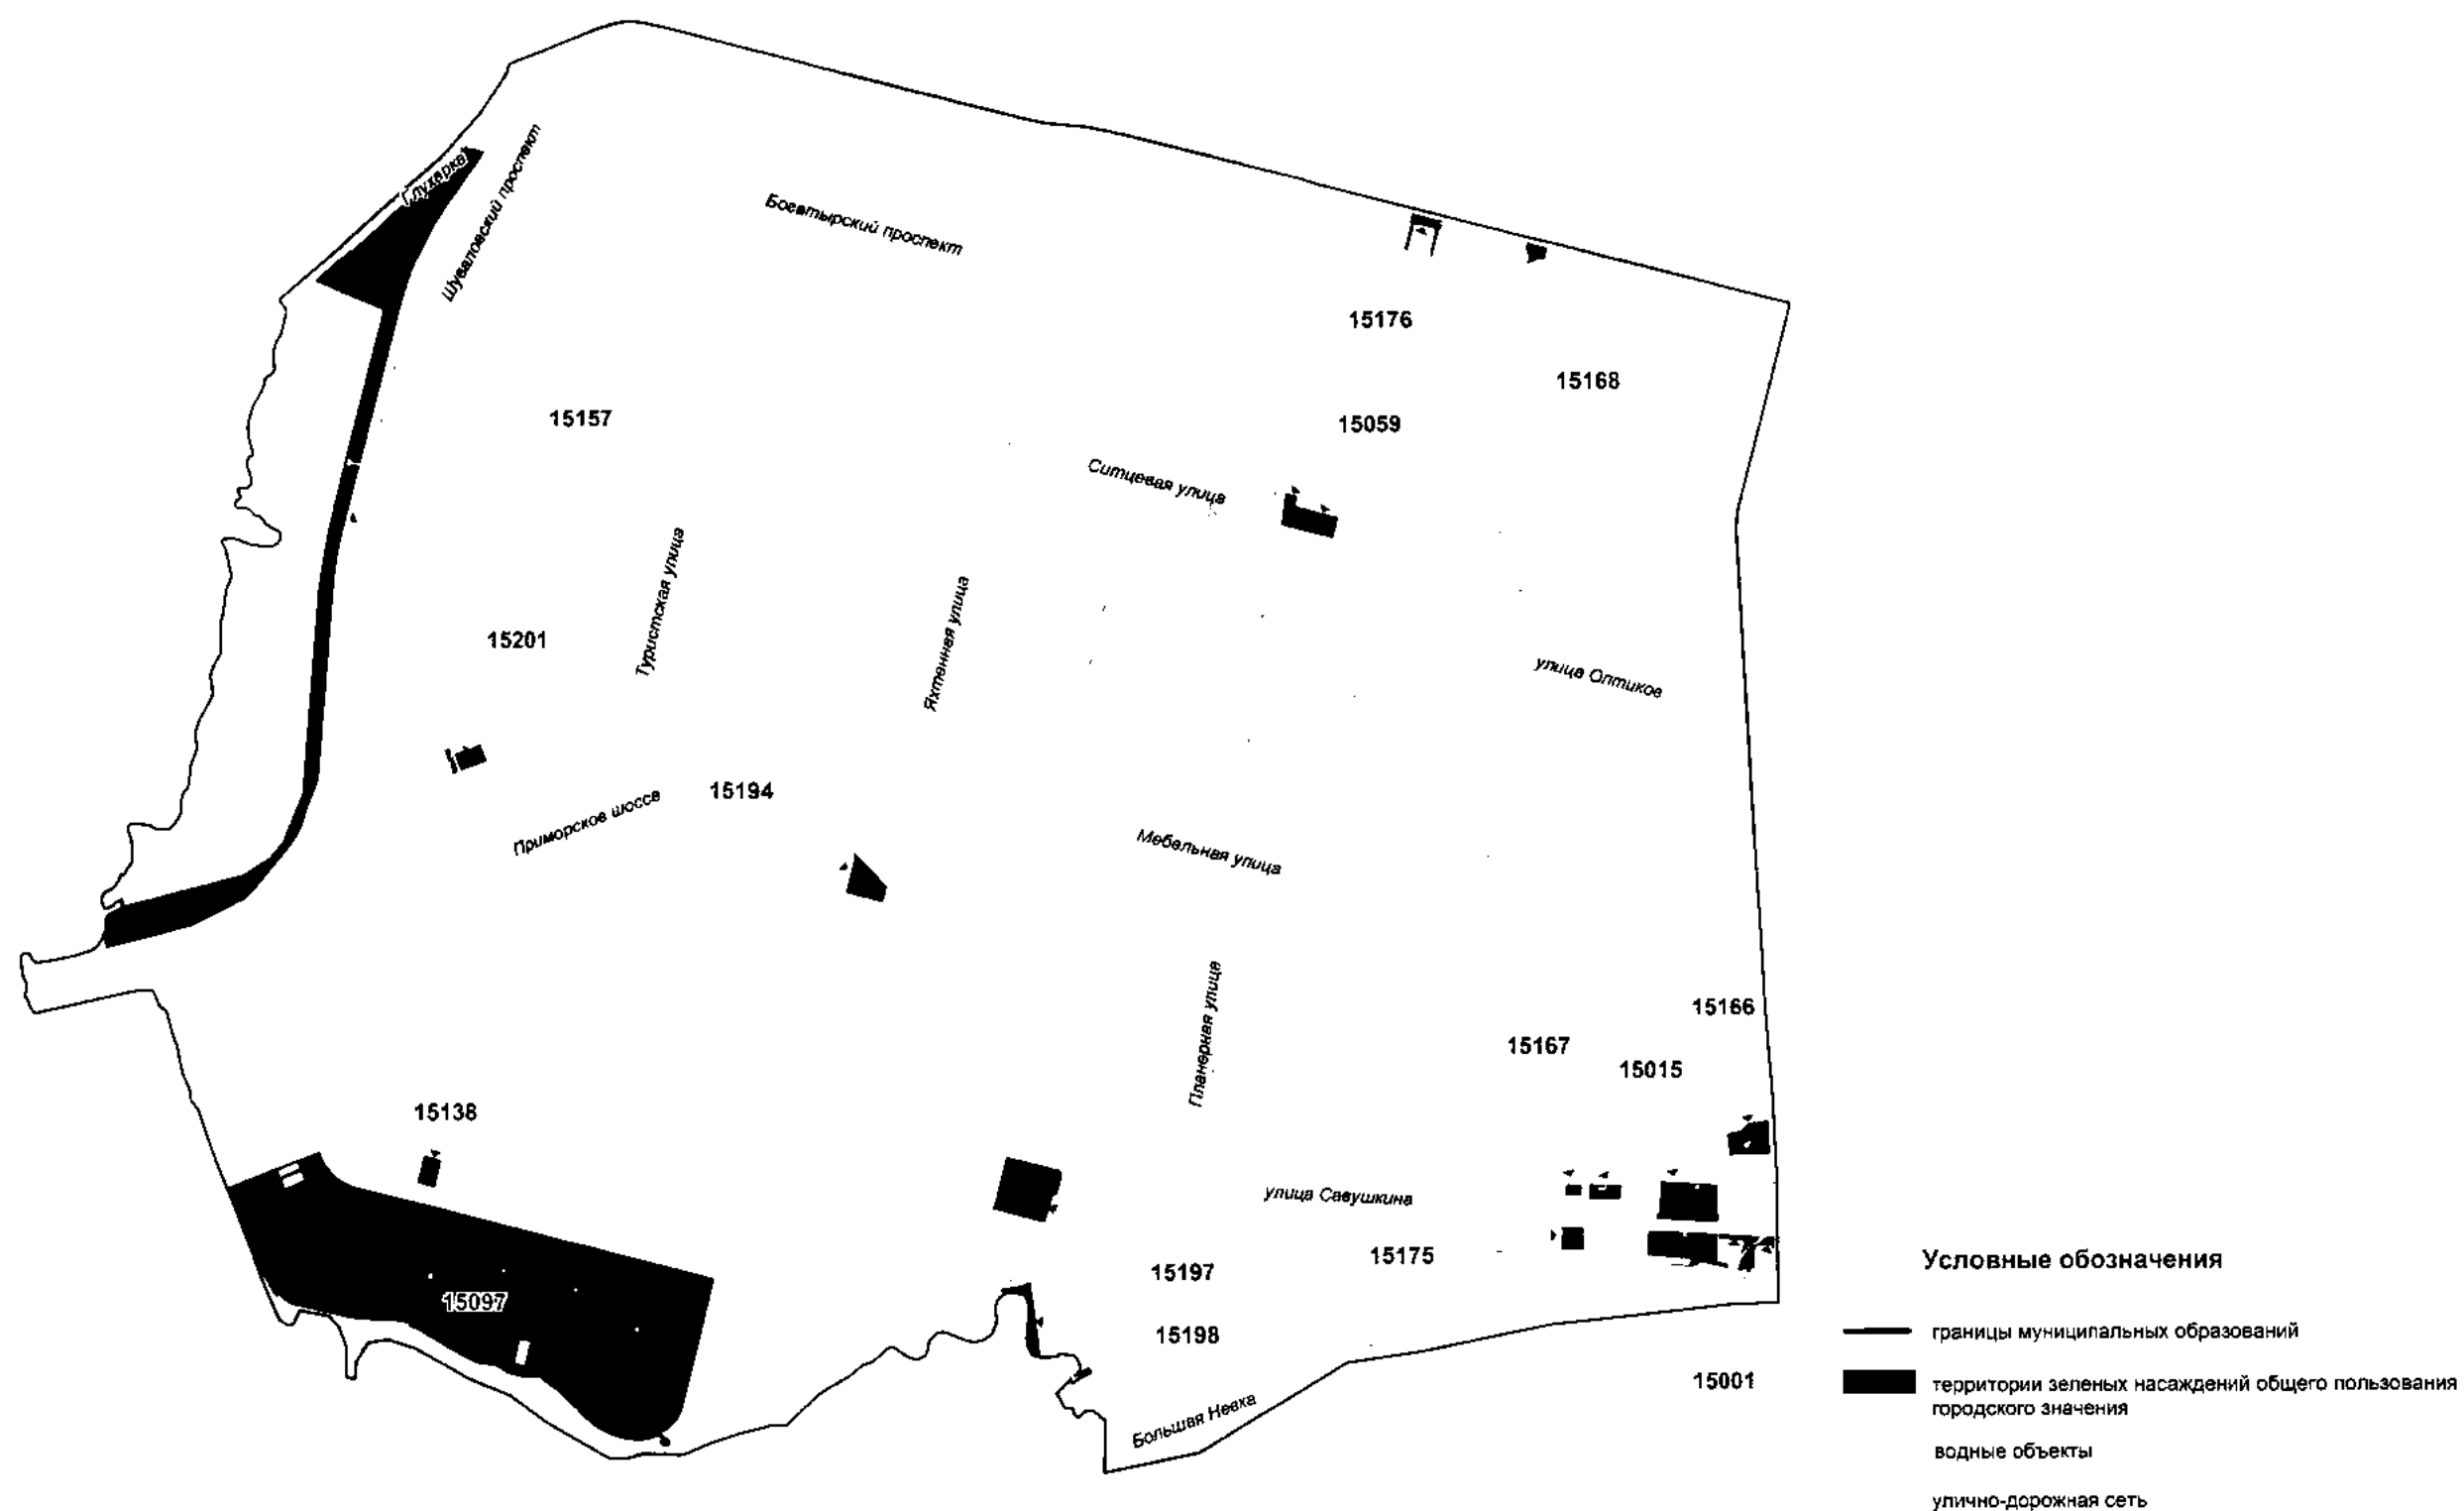 Глухарка
Шуваловский проспект
Богатырский проспект
15176
15168
15157
15059
Ситцевая улица
Туристская улица
Яхтенная улица
15201
улица Оптиков
15194
Приморское шоссе
Мебельная улица
Планерная улица
15166
15167
15015
15138
улица Савушкина
15175
15197
15097
15198
Большая Невка
15001
Условные обозначения
границы муниципальных образований
территории зеленых насаждений общего пользования
городского значения
водные объекты
улично-дорожная сеть